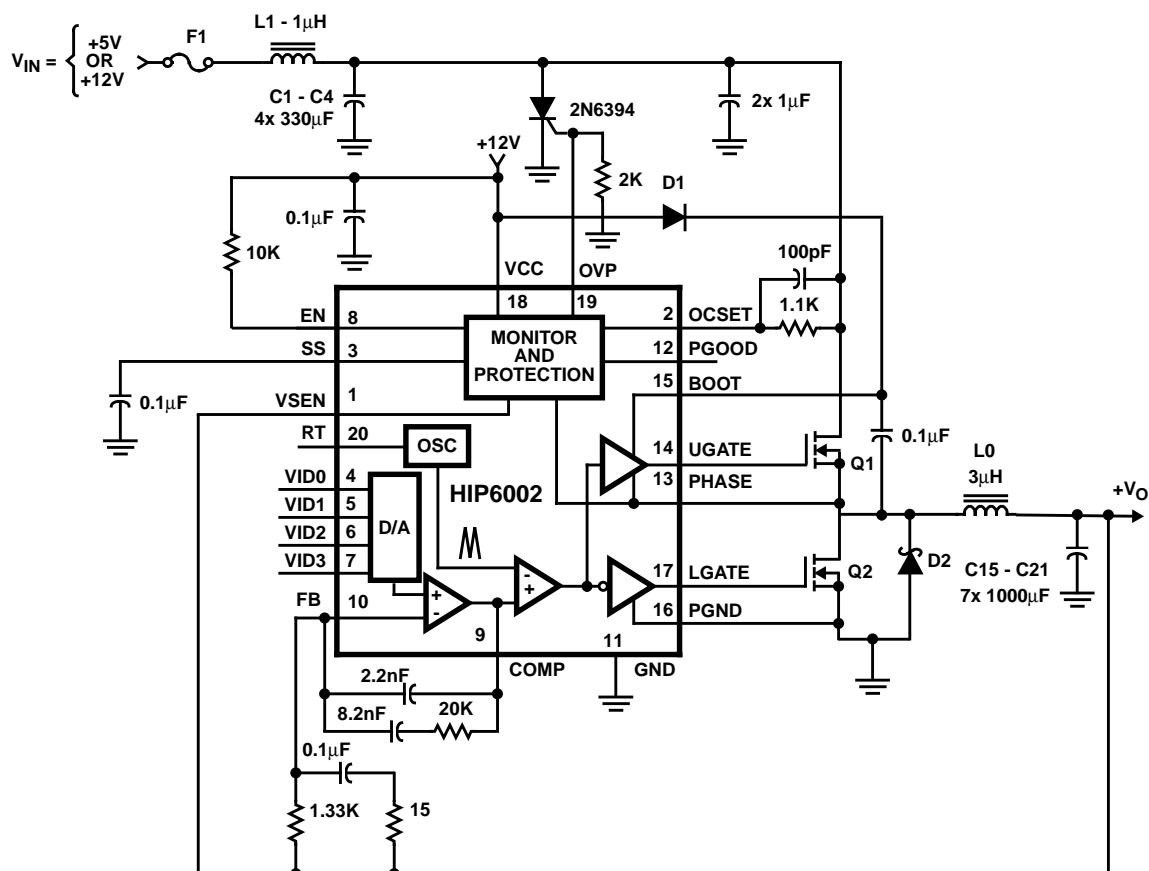 L1 - 1μH
F1
VIN =
+5V
OR
+12V
C1 - C4
4x 330μF
2N6394
2x 1μF
+12V
2K
D1
0.1μF
10K
VCC
OVP
100pF
18
19
1.1K
EN
8
2
OCSET
MONITOR
AND
PROTECTION
SS
3
12
PGOOD
15
BOOT
0.1μF
VSEN
1
RT
20
OSC
14
UGATE
Q1
0.1μF
L0
3μH
13
PHASE
VID0
4
HIP6002
+VO
VID1
5
D/A
VID2
6
VID3
7
+
-
-
+
17
LGATE
Q2
D2
C15 - C21
7x 1000μF
FB
10
16
PGND
9
11
COMP
GND
2.2nF
8.2nF
20K
0.1μF
1.33K
15